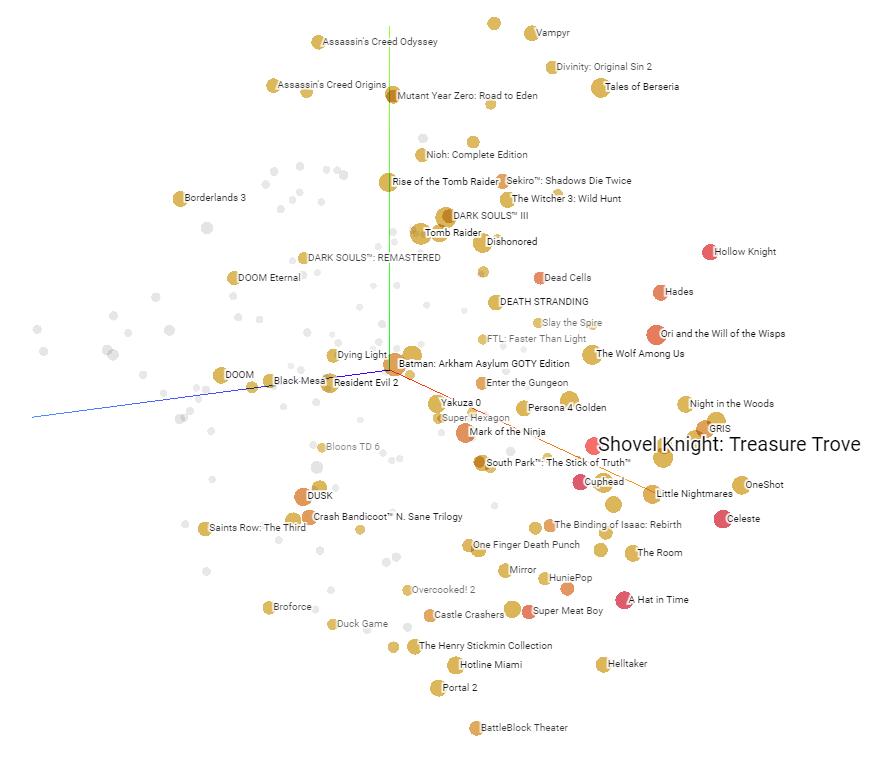 Vampyr
Assassin's Creed Odyssey
Divinity: Original Sin 2
Assassin's Creed Origins
Tales of Berseria
Mutant Year Zero: Road to Eden
Nioh: Complete Edition
Rise of the Tomb Raider
Sekiro™: Shadows Die Twice
Borderlands 3
The Witcher 3: Wild Hunt
DARK SOULS™ III
Tomb Raider
Dishonored
Hollow Knight
DARK SOULS™: REMASTERED
DOOM Eternal
Dead Cells
Hades
DEATH STRANDING
Slay the Spire
Ori and the Will of the Wisps
FTL: Faster Than Light
Dying Light
The Wolf Among Us
Batman: Arkham Asylum GOTY Edition
DOOM
Black Mesa
Resident Evil 2
Enter the Gungeon
Yakuza 0
Persona 4 Golden
Night in the Woods
Super Hexagon
GRIS
Mark of the Ninja
Shovel Knight: Treasure Trove
Bloons TD 6
South Park™: The Stick of Truth™
Cuphead
OneShot
DUSK
Little Nightmares
Crash Bandicoot™ N. Sane Trilogy
Celeste
Saints Row: The Third
The Binding of Isaac: Rebirth
One Finger Death Punch
The Room
Mirror
HuniePop
Overcooked! 2
A Hat in Time
Broforce
Castle Crashers
Super Meat Boy
Duck Game
The Henry Stickmin Collection
Hotline Miami
Helltaker
Portal 2
BattleBlock Theater